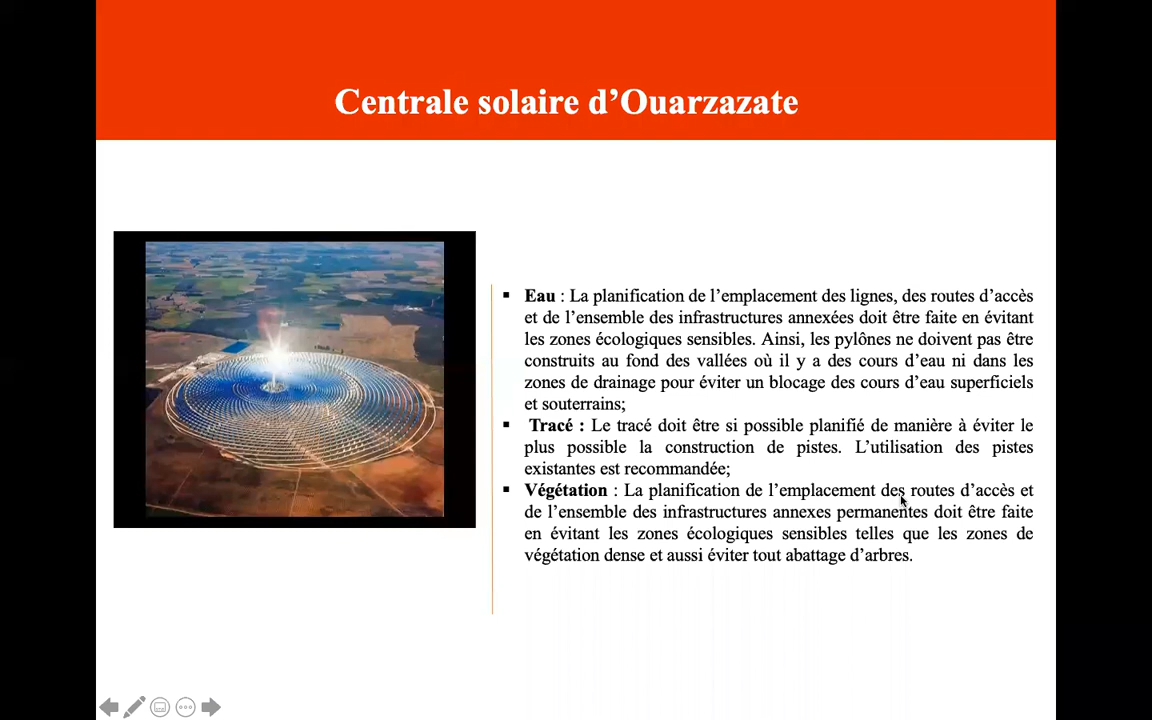 Centrale solaire d’Ouarzazate
▪ Eau : La planification de l’emplacement des lignes, des routes d’accès
et de l’ensemble des infrastructures annexées doit être faite en évitant
les zones écologiques sensibles. Ainsi, les pylônes ne doivent pas être
construits au fond des vallées où il y a des cours d’eau ni dans les
zones de drainage pour éviter un blocage des cours d’eau superficiels
et souterrains;
▪ Tracé : Le tracé doit être si possible planifié de manière à éviter le
plus possible la construction de pistes. L’utilisation des pistes
existantes est recommandée;
▪ Végétation : La planification de l’emplacement des routes d’accès et
de l’ensemble des infrastructures annexes permanentes doit être faite
en évitant les zones écologiques sensibles telles que les zones de
végétation dense et aussi éviter tout abattage d’arbres.